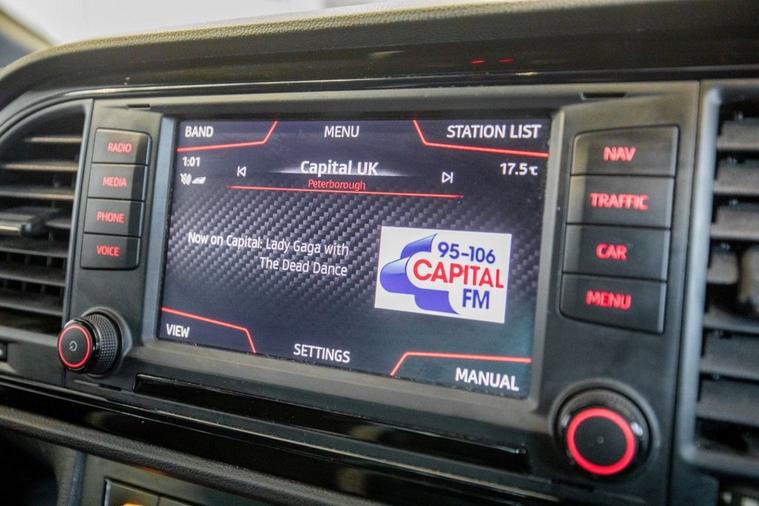 BAND
MENU
STATION LIST
1:01
Capital UK
17.5°C
Peterborough
Now on Capital: Lady Gaga with
The Dead Dance
95-106
CAPITAL
FM
VIEW
SETTINGS
MANUAL
RADIO
MEDIA
PHONE
VOICE
NAV
TRAFFIC
CAR
MENU